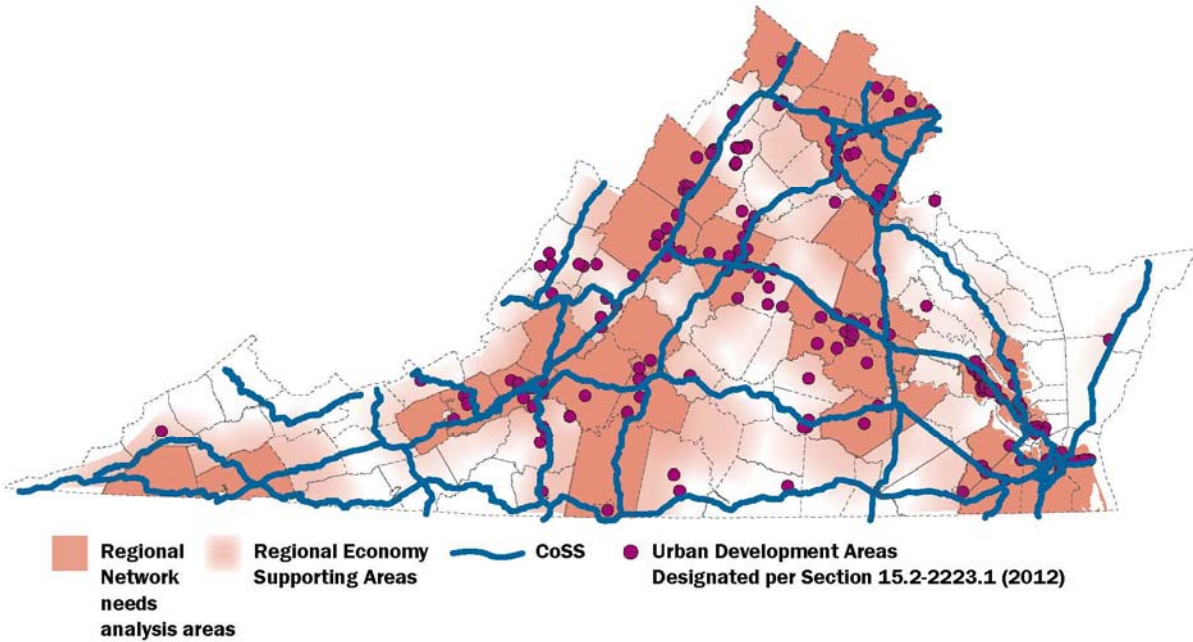 Regional
Network
needs
analysis areas
Regional Economy
Supporting Areas
CoSS
Urban Development Areas
Designated per Section 15.2-2223.1 (2012)